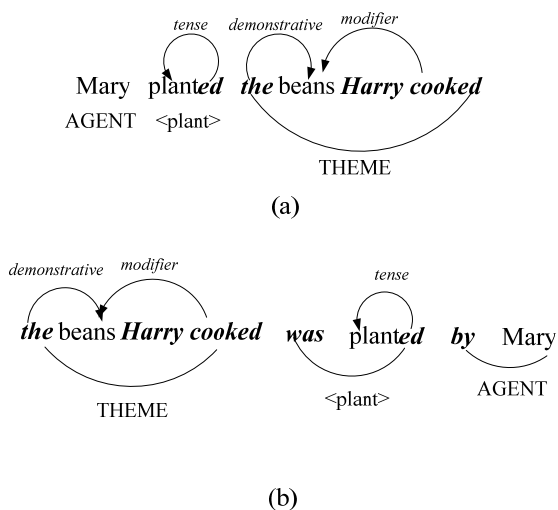 tense demonstrative modifier
Mary planted the beans Harry cooked
AGENT <plant>
THEME
(a)
demonstrative modifier tense
the beans Harry cooked was planted by Mary
<plant> AGENT
THEME
(b)